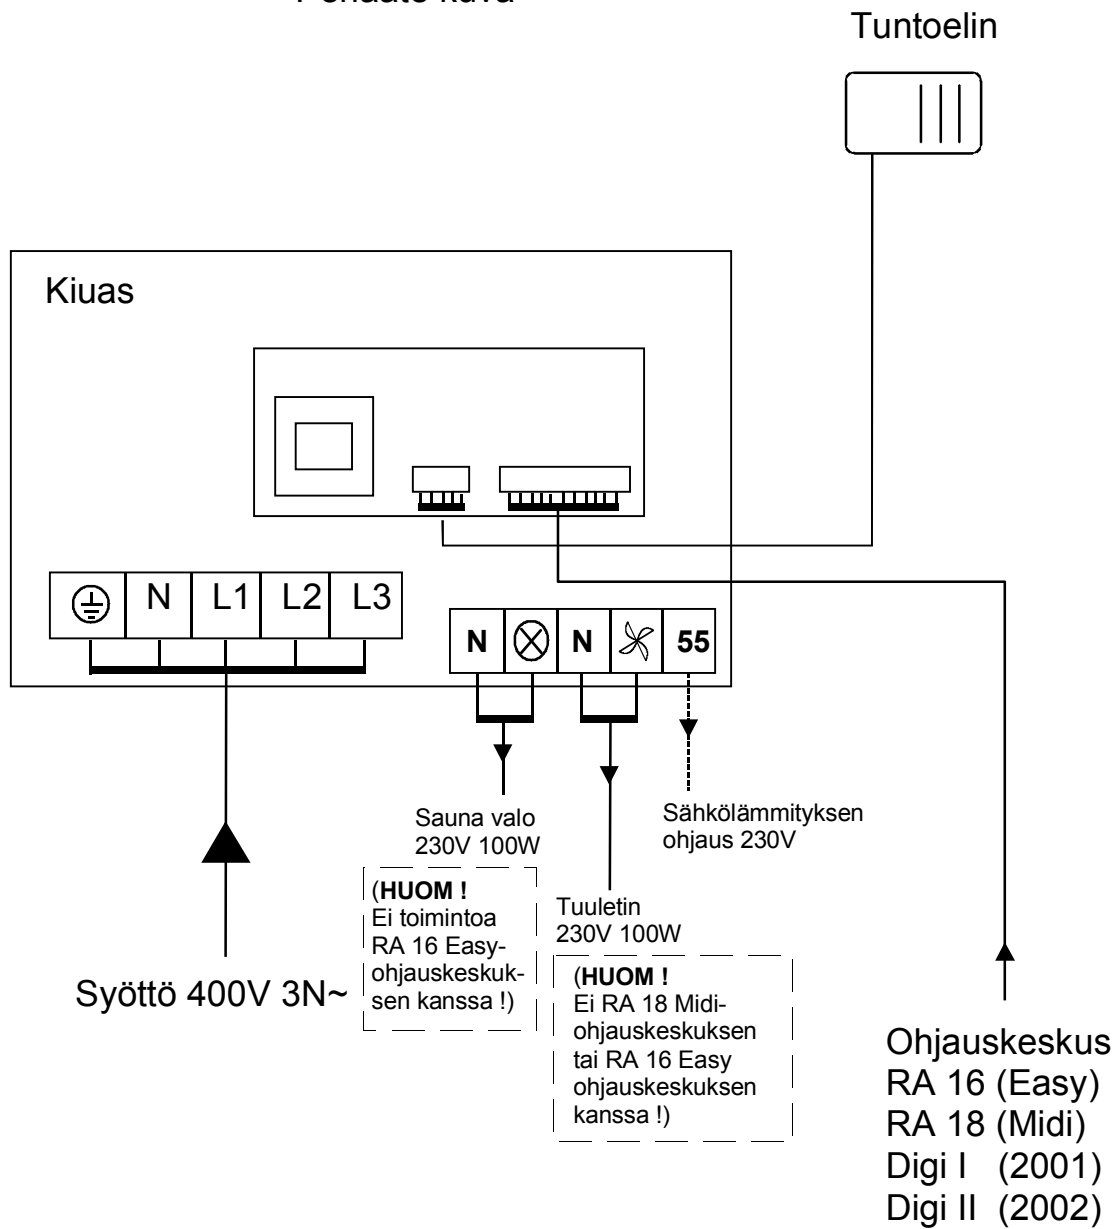 Tuntoelin
Kiuas
N L1 L2 L3
N N 55
Sauna valo
230V 100W
(HUOM !
Ei toimintoa
RA 16 Easy-
ohjauskeskuk-
sen kanssa !)
Sähkölämmityksen
ohjaus 230V
Tuuletin
230V 100W
(HUOM !
Ei RA 18 Midi-
ohjauskeskuksen
tai RA 16 Easy
ohjauskeskuksen
kanssa !)
Syöttö 400V 3N~
Ohjauskeskus
RA 16 (Easy)
RA 18 (Midi)
Digi I (2001)
Digi II (2002)